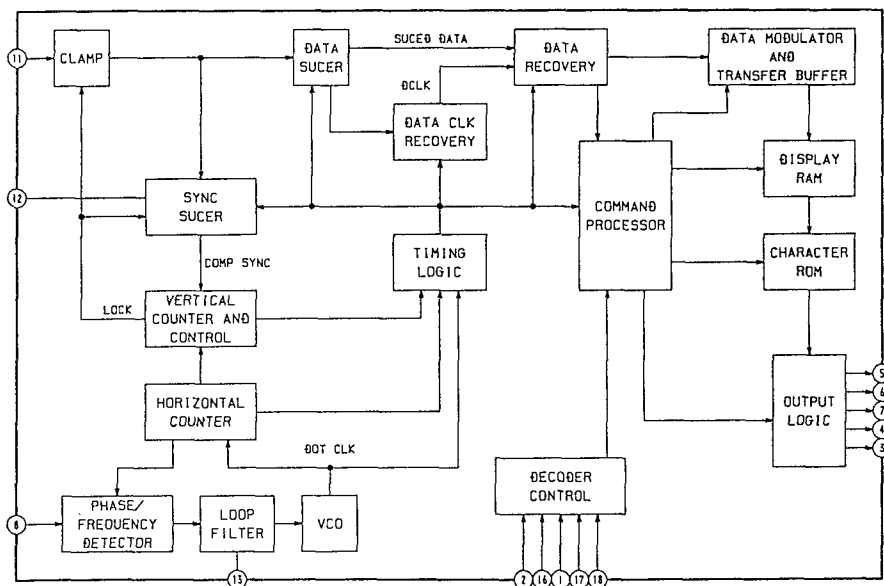 11
CLAMP
DATA
SUCER
SUCED DATA
DATA
RECOVERY
DATA MODULATOR
AND
TRANSFER BUFFER
DCLK
DATA CLK
RECOVERY
12
SYNC
SUCER
COMMAND
PROCESSOR
DISPLAY
RAM
COMP SYNC
TIMING
LOGIC
CHARACTER
ROM
LOCK
VERTICAL
COUNTER AND
CONTROL
HORIZONTAL
COUNTER
OUTPUT
LOGIC
5
6
7
4
3
DOT CLK
DECODER
CONTROL
8
PHASE/
FREQUENCY
DETECTOR
LOOP
FILTER
VCO
13
2
16
1
17
18